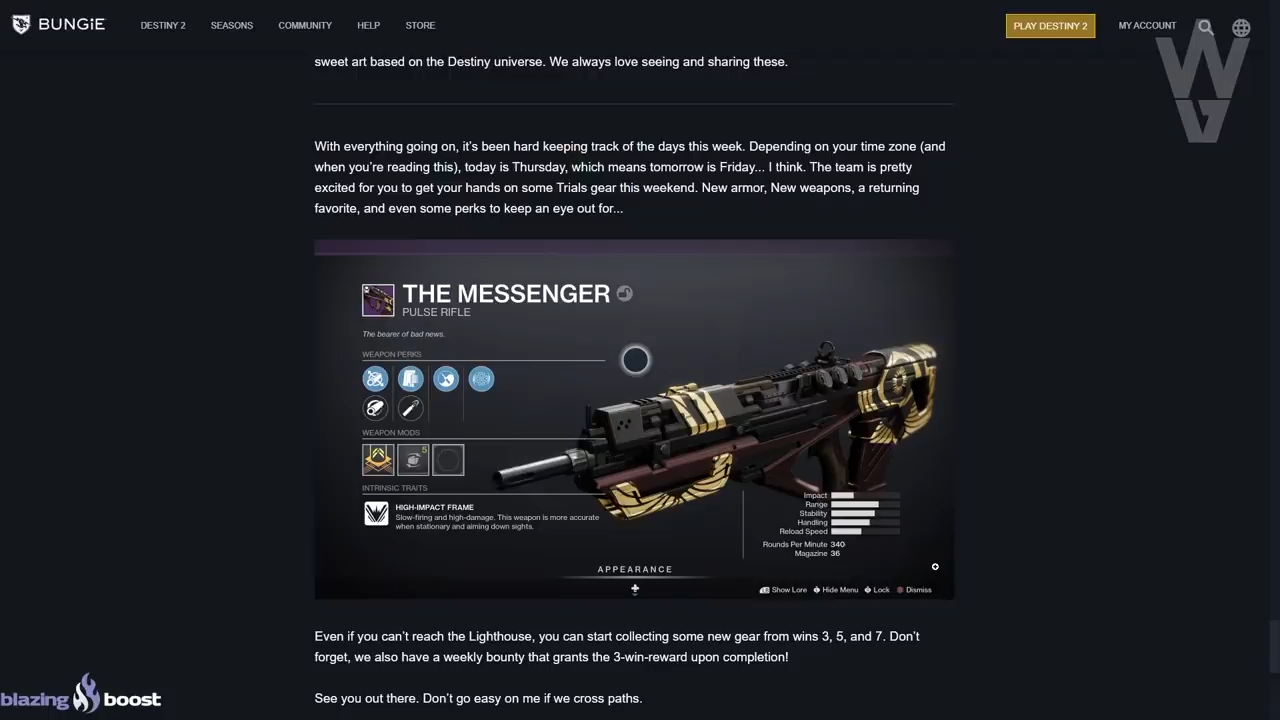 BUNGiE
DESTINY 2
SEASONS
COMMUNITY
HELP
STORE
PLAY DESTINY 2
MY ACCOUNT
WG
sweet art based on the Destiny universe. We always love seeing and sharing these.
With everything going on, it's been hard keeping track of the days this week. Depending on your time zone (and
when you're reading this), today is Thursday, which means tomorrow is Friday... I think. The team is pretty
excited for you to get your hands on some Trials gear this weekend. New armor, New weapons, a returning
favorite, and even some perks to keep an eye out for...
THE MESSENGER
PULSE RIFLE
The bearer of bad news.
WEAPON PERKS
WEAPON MODS
5
INTRINSIC TRAITS
HIGH-IMPACT FRAME
Slow-firing and high-damage. This weapon is more accurate
when stationary and aiming down sights.
Impact
Range
Stability
Handling
Reload Speed
Rounds Per Minute 340
Magazine 36
APPEARANCE
Show Lore Hide Menu Lock Dismiss
Even if you can't reach the Lighthouse, you can start collecting some new gear from wins 3, 5, and 7. Don't
forget, we also have a weekly bounty that grants the 3-win-reward upon completion!
See you out there. Don't go easy on me if we cross paths.
blazing boost